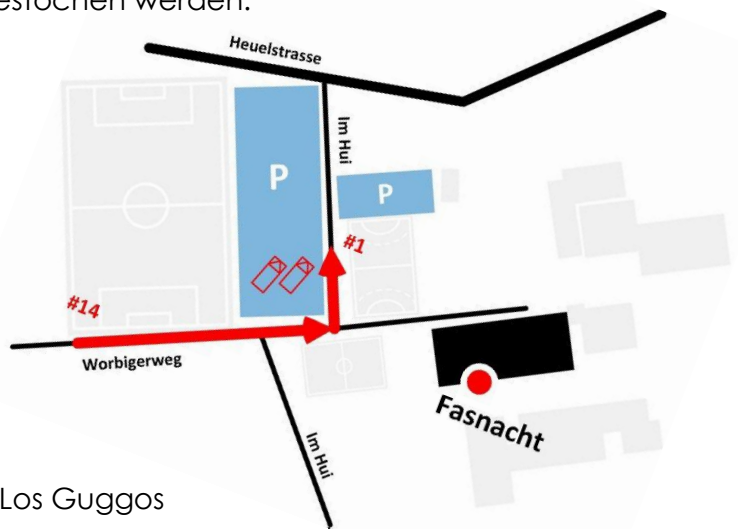 estochen werden.
Heuelstrasse
Im Hui
P
P
#1
#14
Worbigerweg
Im Hui
Fasnacht
Los Guggos